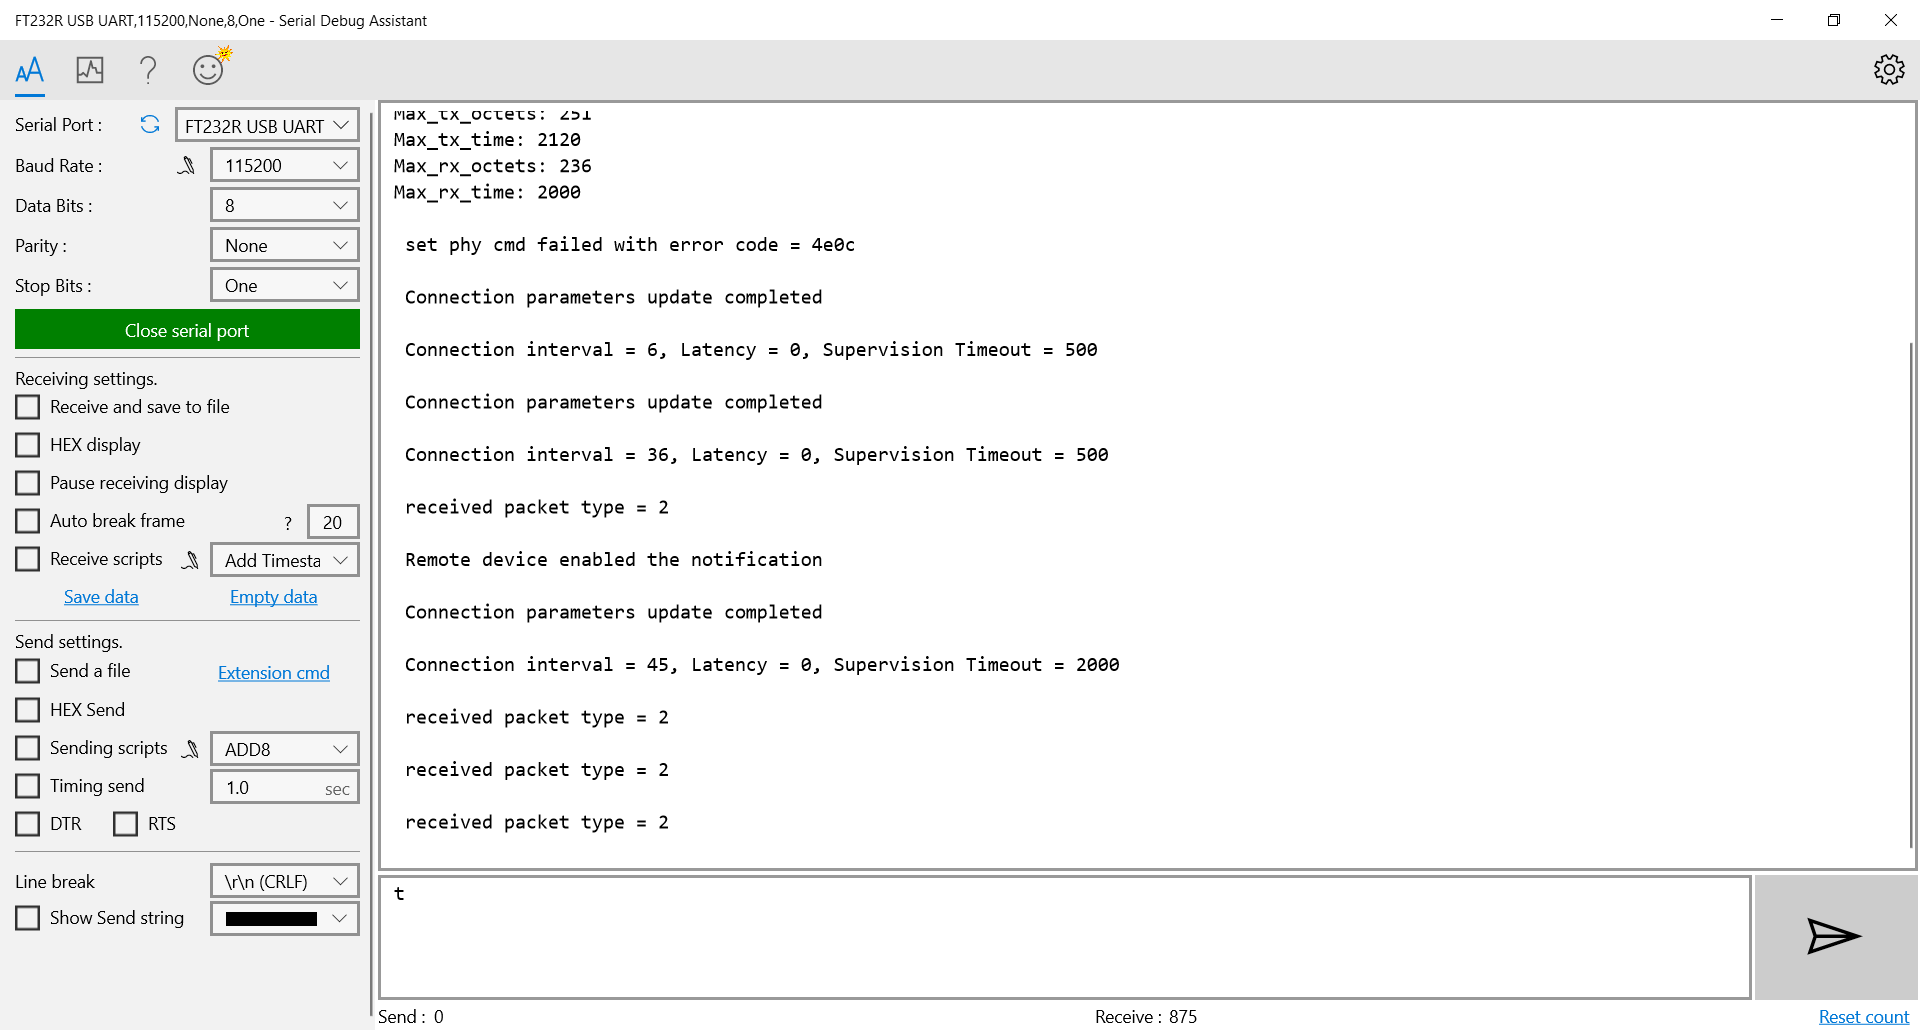 FT232R USB UART,115200,None,8,One - Serial Debug Assistant
Serial Port :
FT232R USB UART
Baud Rate :
115200
Data Bits :
8
Parity :
None
Stop Bits :
One
Close serial port
Receiving settings.
Receive and save to file
HEX display
Pause receiving display
Auto break frame ? 20
Receive scripts
Add Timesta
Save data
Empty data
Send settings.
Send a file
Extension cmd
HEX Send
Sending scripts
ADD8
Timing send
1.0 sec
DTR
RTS
Line break
\r\n (CRLF)
Show Send string
Max_tx_octets: 251
Max_tx_time: 2120
Max_rx_octets: 236
Max_rx_time: 2000
set phy cmd failed with error code = 4e0c
Connection parameters update completed
Connection interval = 6, Latency = 0, Supervision Timeout = 500
Connection parameters update completed
Connection interval = 36, Latency = 0, Supervision Timeout = 500
received packet type = 2
Remote device enabled the notification
Connection parameters update completed
Connection interval = 45, Latency = 0, Supervision Timeout = 2000
received packet type = 2
received packet type = 2
received packet type = 2
t
Send : 0
Receive : 875
Reset count